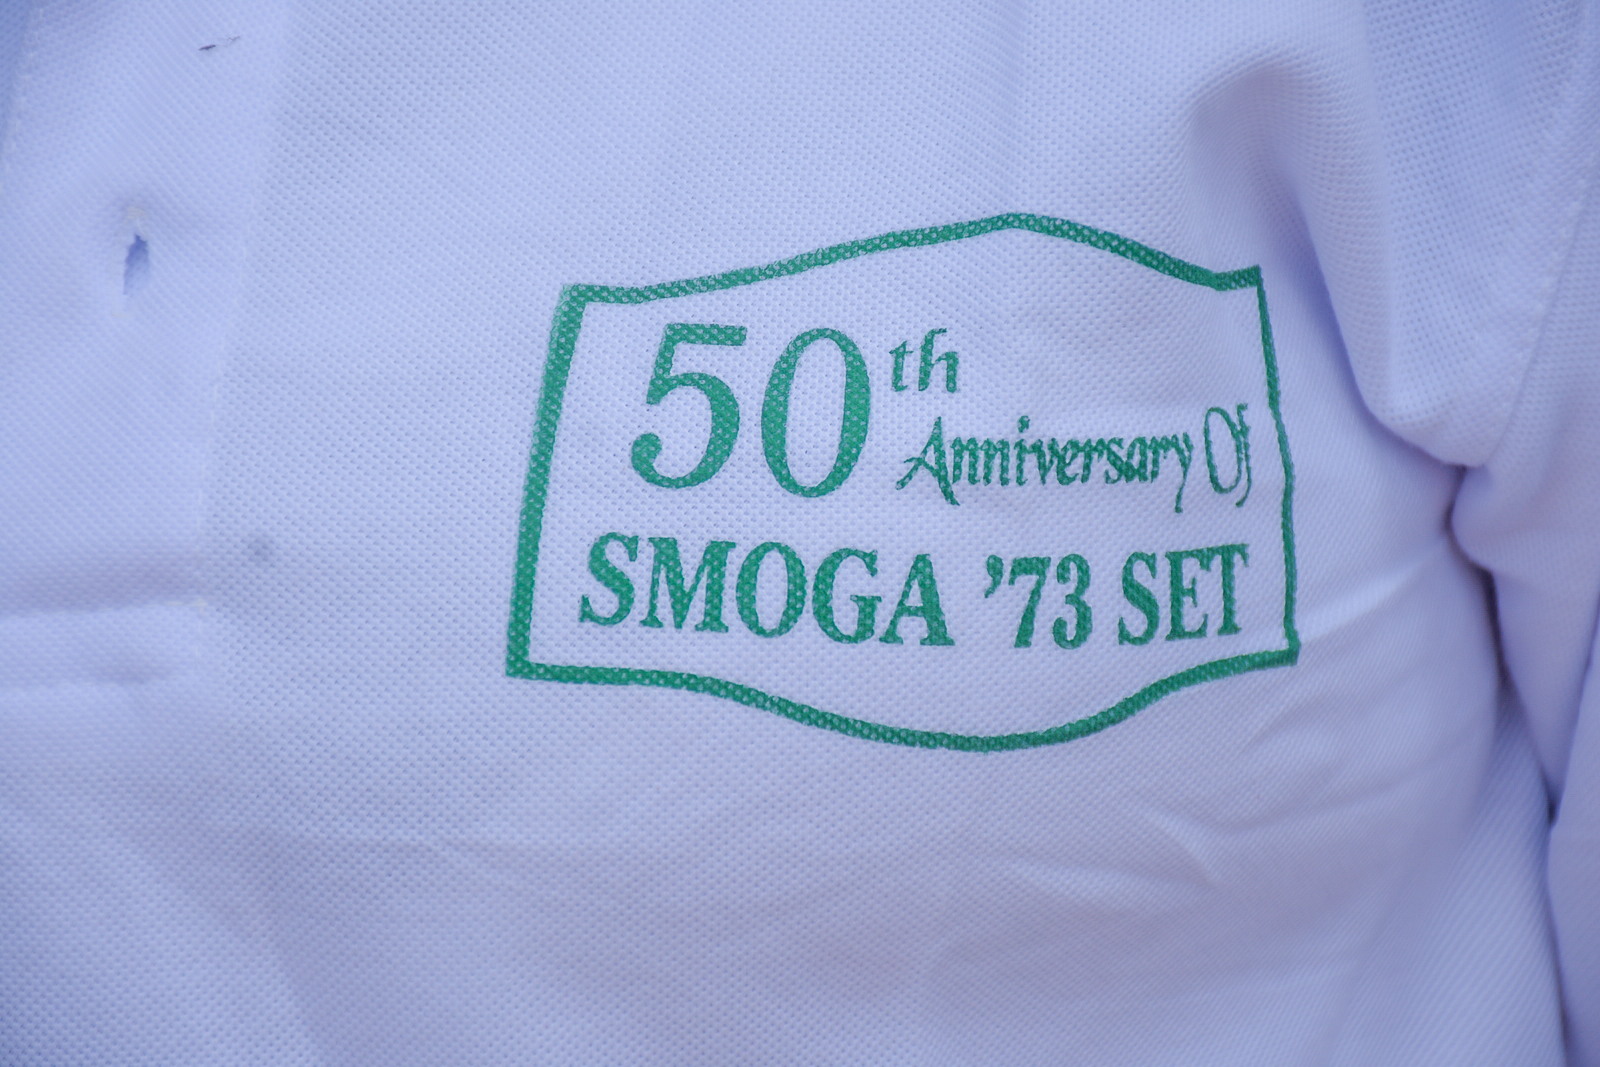 50th
Anniversary Of
SMOGA '73 SET